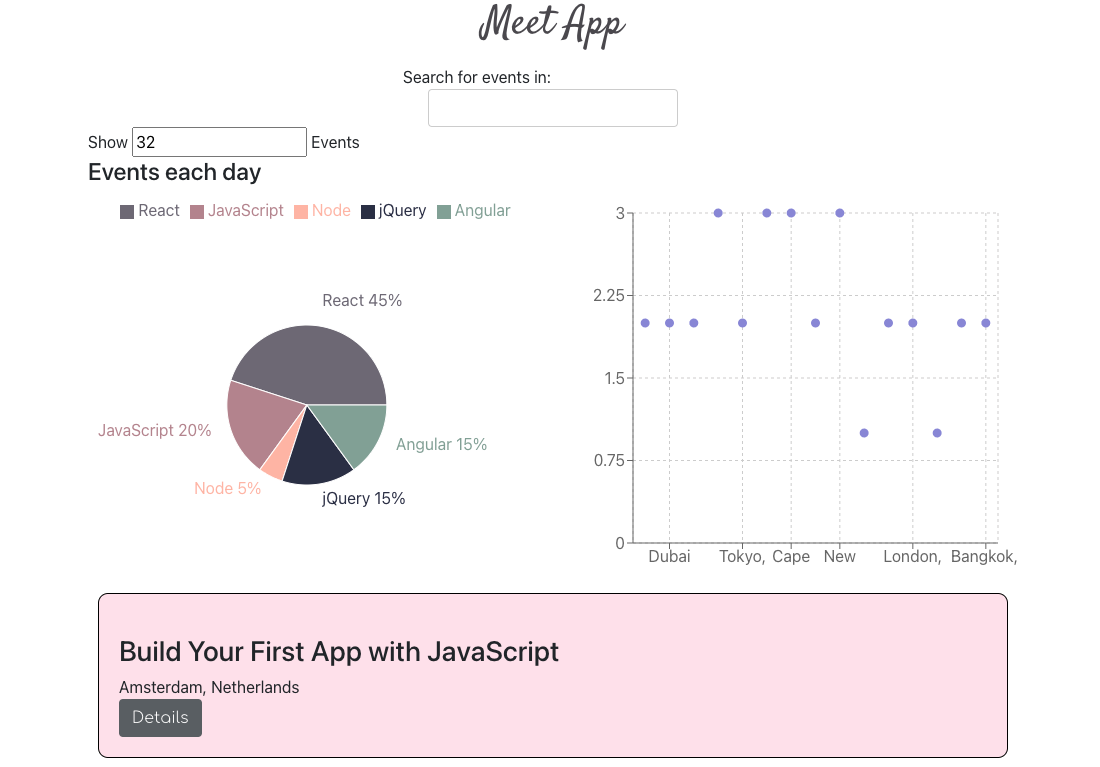 Meet App
Search for events in:
Show 32 Events
Events each day
React JavaScript Node jQuery Angular
React 45%
JavaScript 20%
Node 5%
jQuery 15%
Angular 15%
3
2.25
1.5
0.75
0
Dubai Tokyo, Cape New London, Bangkok,
Build Your First App with JavaScript
Amsterdam, Netherlands
Details